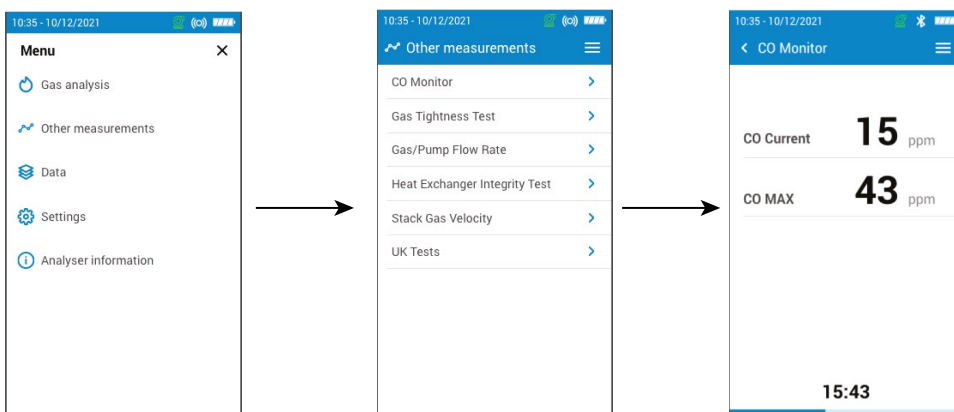 10:35 - 10/12/2021
Menu
Gas analysis
Other measurements
Data
Settings
Analyser information
10:35 - 10/12/2021
Other measurements
CO Monitor
Gas Tightness Test
Gas/Pump Flow Rate
Heat Exchanger Integrity Test
Stack Gas Velocity
UK Tests
10:35 - 10/12/2021
CO Monitor
CO Current 15 ppm
CO MAX 43 ppm
15:43